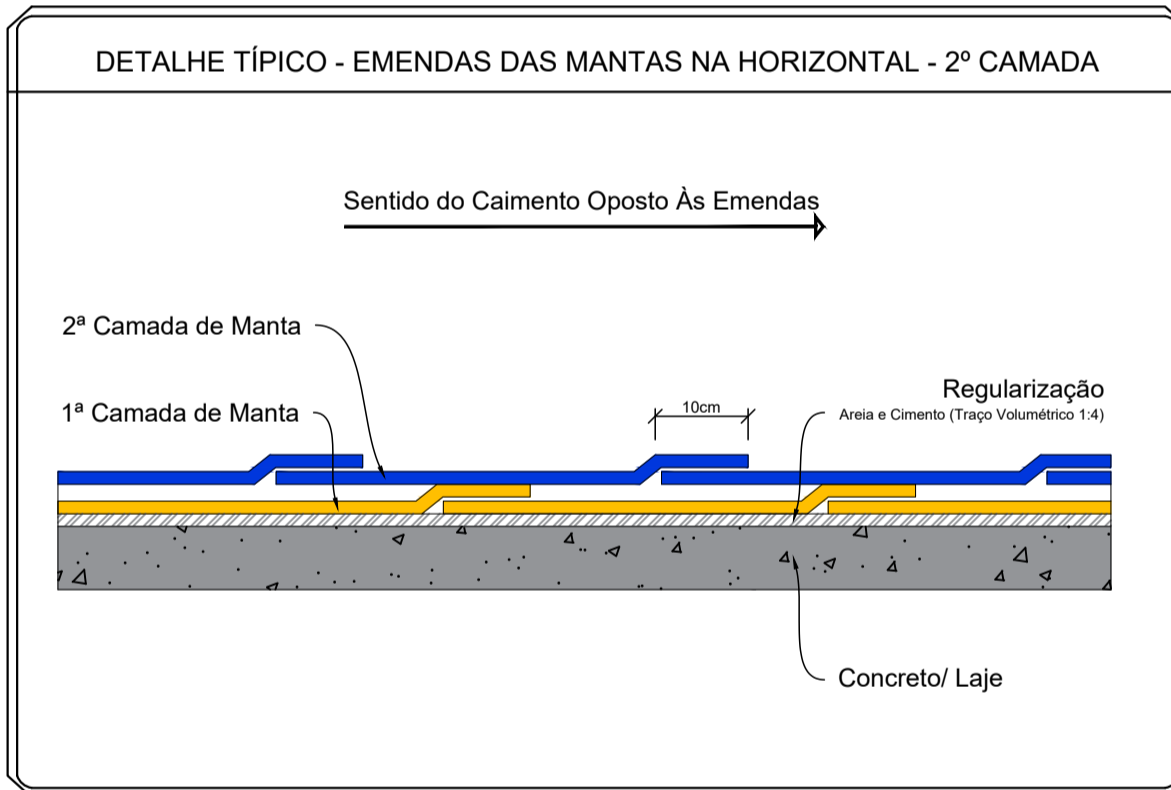 DETALHE TÍPICO - EMENDAS DAS MANTAS NA HORIZONTAL - 2º CAMADA
Sentido do Caimento Oposto Às Emendas
2ª Camada de Manta
1ª Camada de Manta
10cm
Regularização
Areia e Cimento (Traço Volumétrico 1:4)
Concreto/ Laje